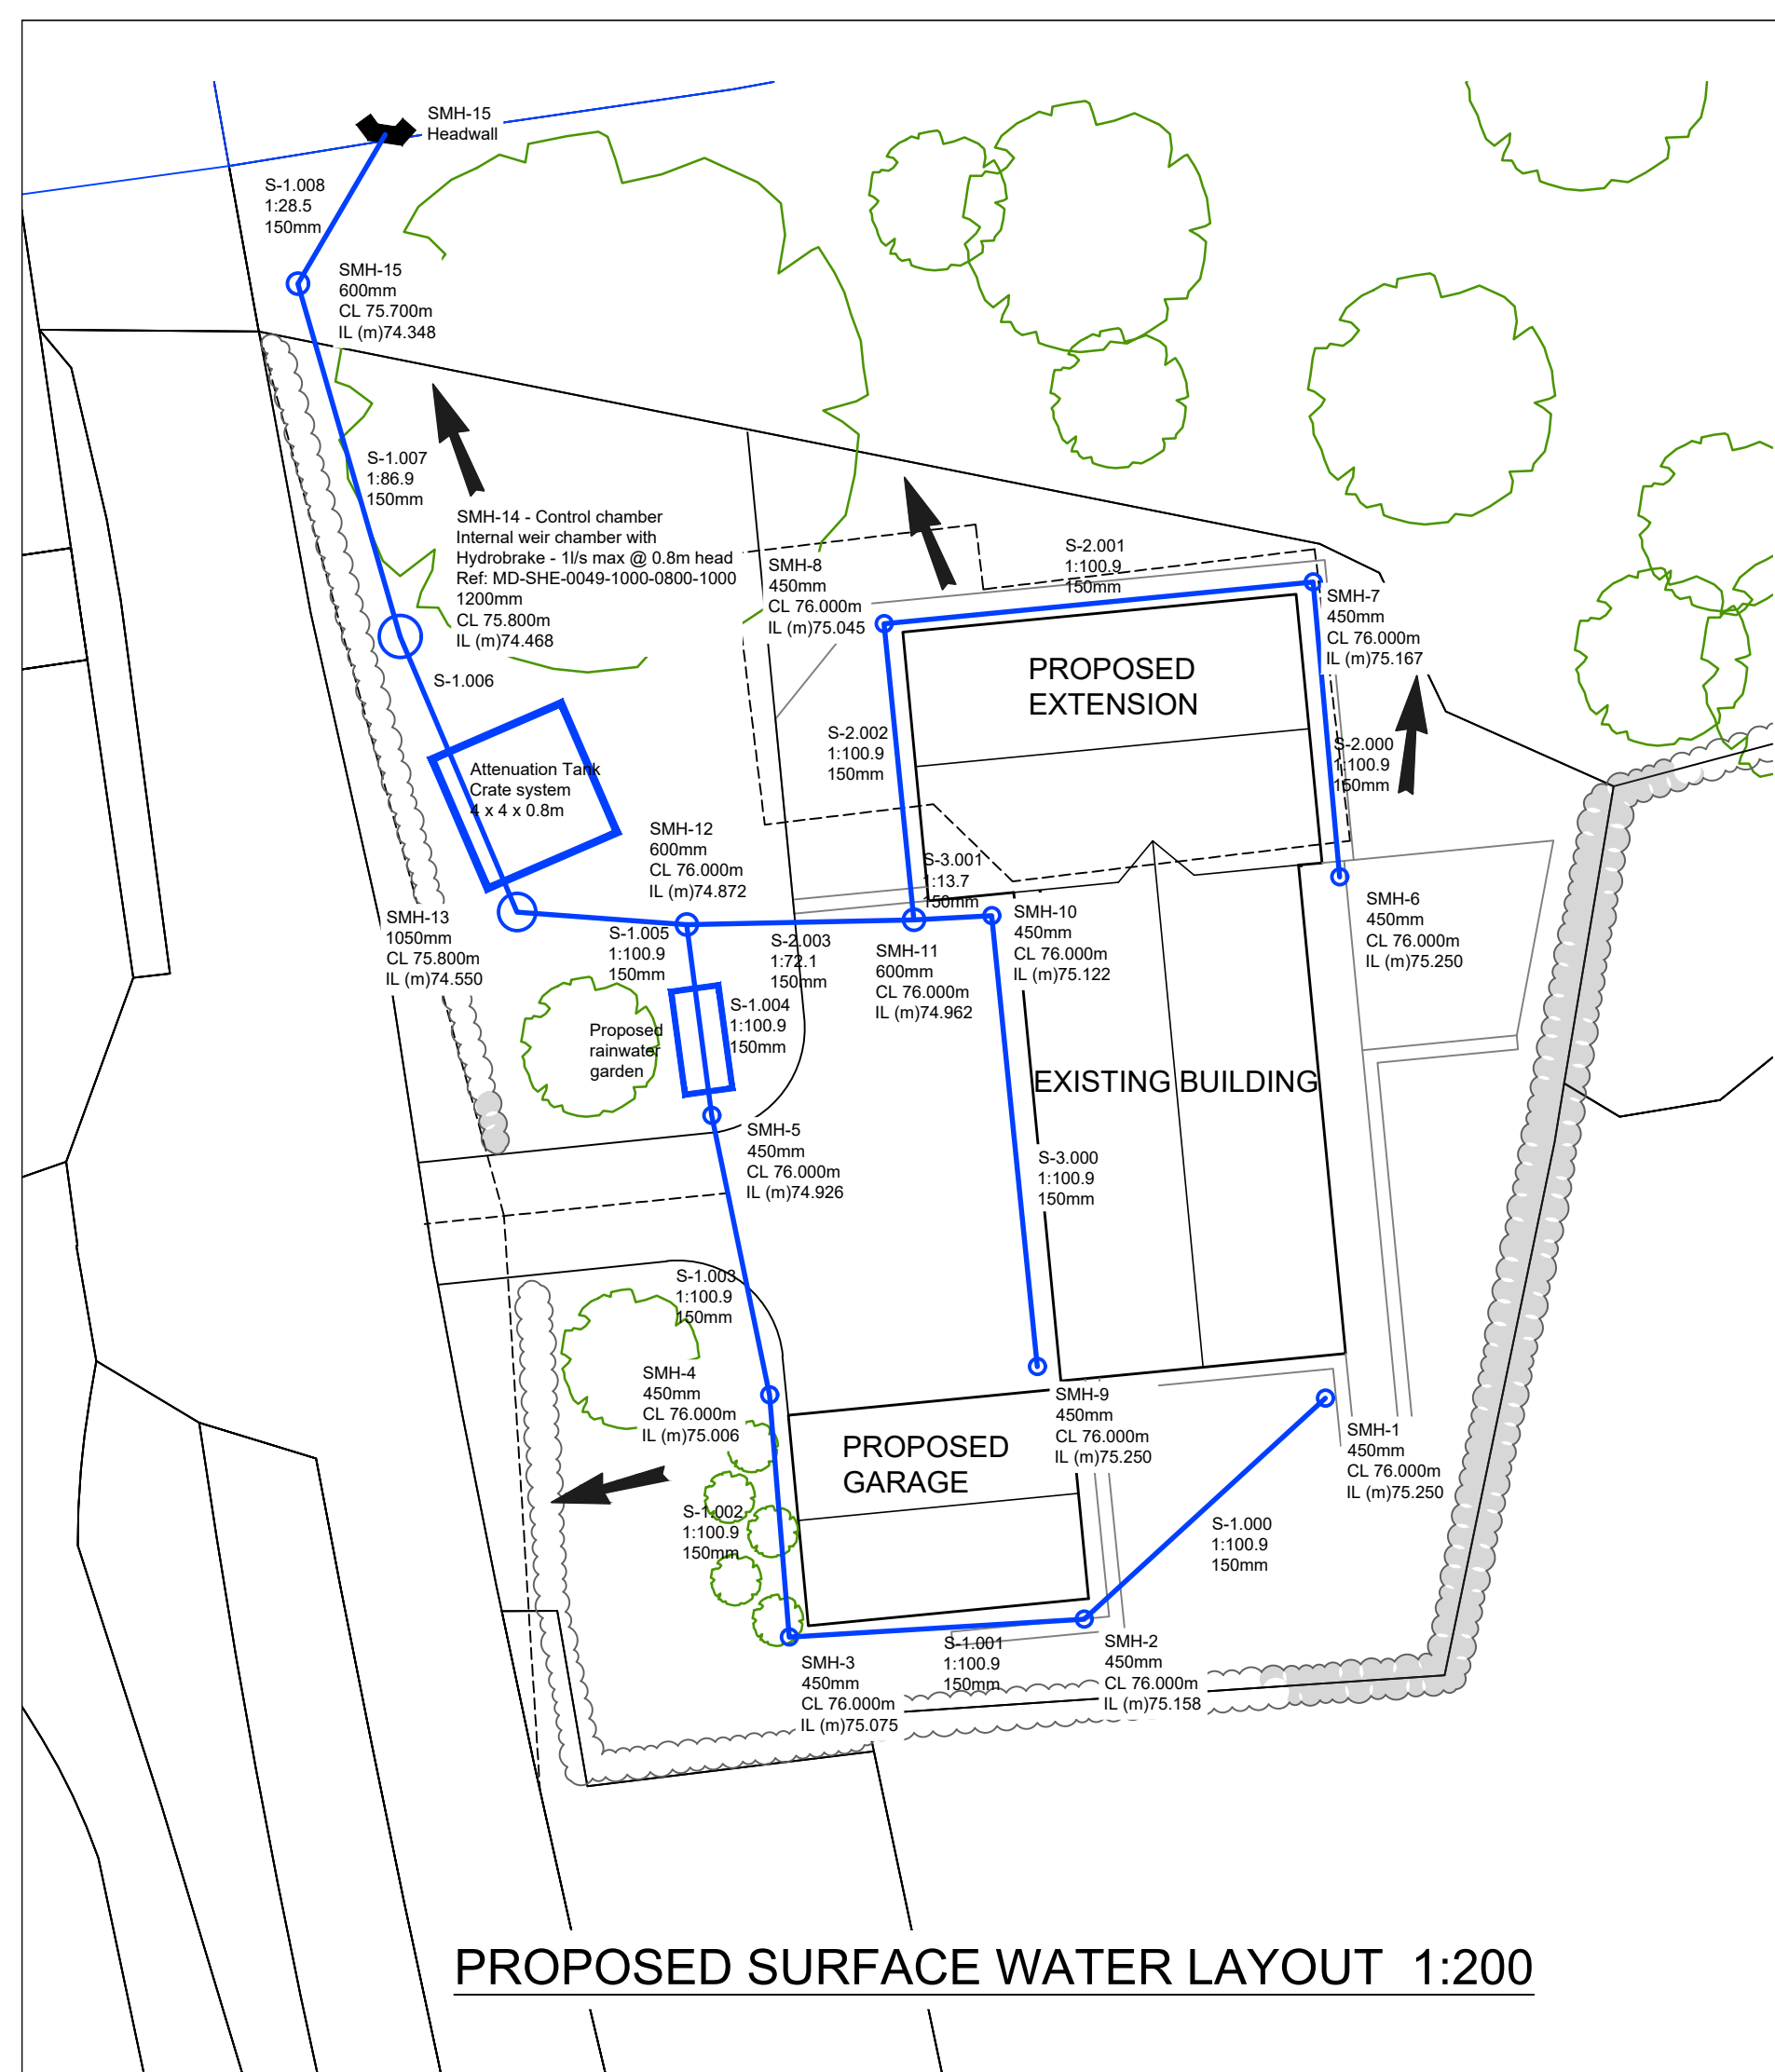 SMH-15
Headwall
S-1.008
1:28.5
150mm
SMH-15
600mm
CL 75.700m
IL (m)74.348
S-1.007
1:86.9
150mm
SMH-14 - Control chamber
Internal weir chamber with
Hydrobrake - 1l/s max @ 0.8m head
Ref: MD-SHE-0049-1000-0800-1000
1200mm
CL 75.800m
IL (m)74.468
S-1.006
SMH-8
450mm
CL 76.000m
IL (m)75.045
S-2.001
1:100.9
150mm
SMH-7
450mm
CL 76.000m
IL (m)75.167
PROPOSED
EXTENSION
S-2.002
1:100.9
150mm
S-2.000
1:100.9
150mm
Attenuation Tank
Crate system
4 x 4 x 0.8m
SMH-12
600mm
CL 76.000m
IL (m)74.872
S-3.001
1:13.7
150mm
SMH-13
1050mm
CL 75.800m
IL (m)74.550
S-1.005
1:100.9
150mm
S-2.003
1:72.1
150mm
SMH-11
600mm
CL 76.000m
IL (m)74.962
SMH-10
450mm
CL 76.000m
IL (m)75.122
SMH-6
450mm
CL 76.000m
IL (m)75.250
S-1.004
1:100.9
150mm
Proposed
rainwater
garden
EXISTING BUILDING
SMH-5
450mm
CL 76.000m
IL (m)74.926
S-3.000
1:100.9
150mm
S-1.003
1:100.9
150mm
SMH-4
450mm
CL 76.000m
IL (m)75.006
SMH-9
450mm
CL 76.000m
IL (m)75.250
SMH-1
450mm
CL 76.000m
IL (m)75.250
PROPOSED
GARAGE
S-1.002
1:100.9
150mm
S-1.000
1:100.9
150mm
S-1.001
1:100.9
150mm
SMH-2
450mm
CL 76.000m
IL (m)75.158
SMH-3
450mm
CL 76.000m
IL (m)75.075
PROPOSED SURFACE WATER LAYOUT 1:200